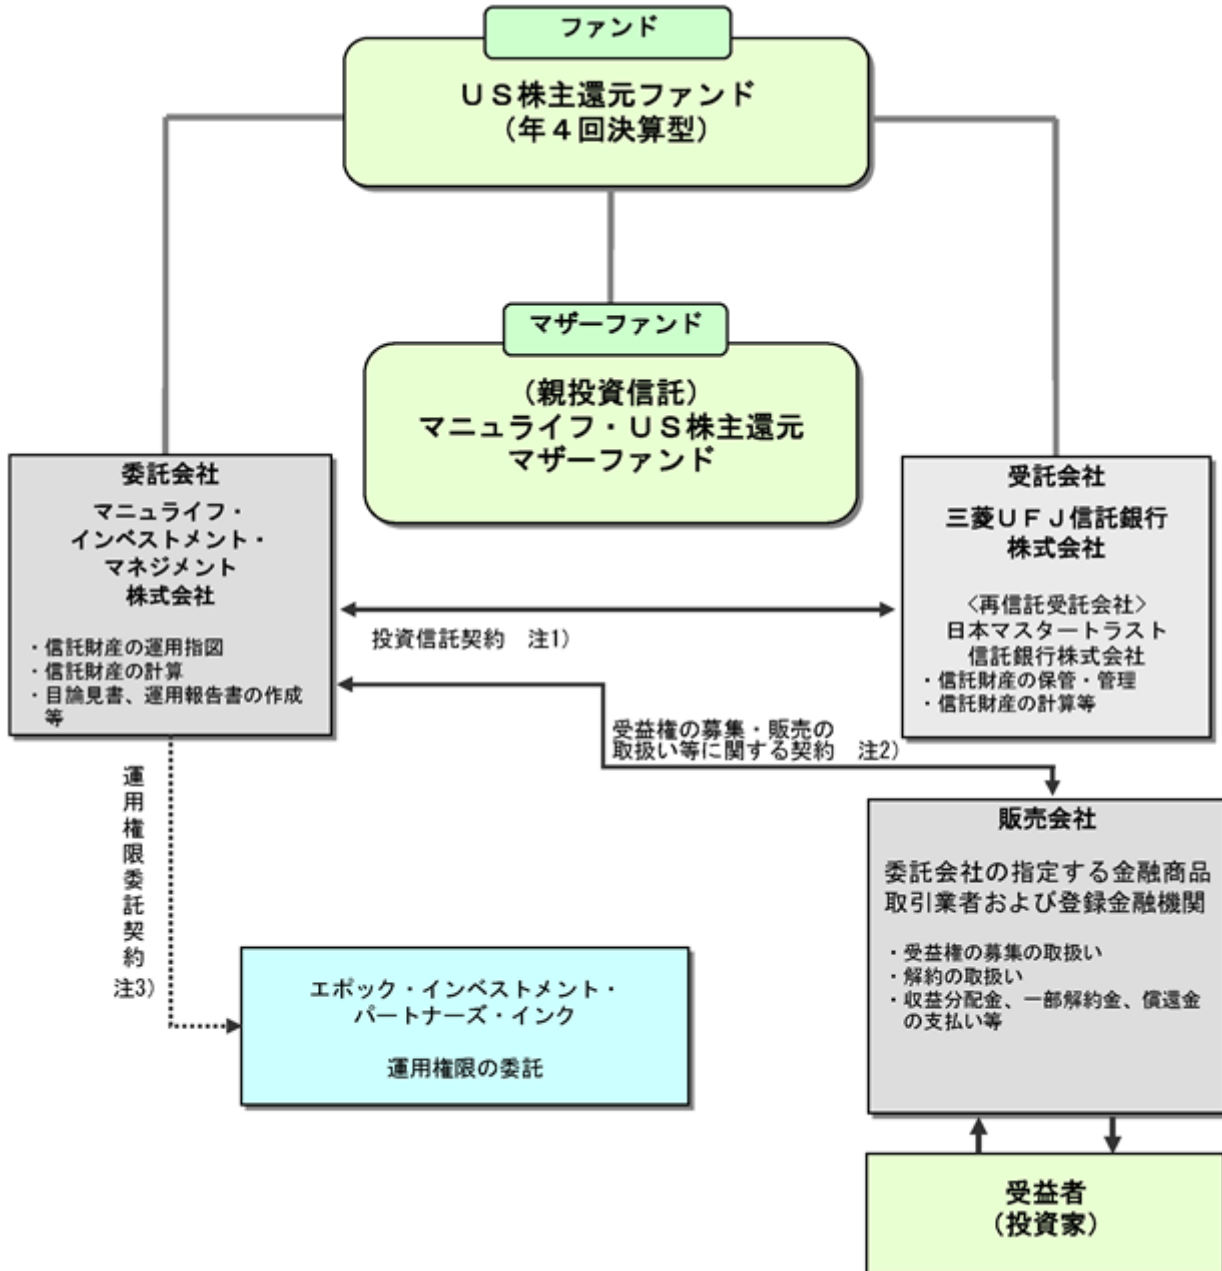 ファンド
US株主還元ファンド
(年4回決算型)
マザーファンド
(親投資信託)
マニュライフ・US株主還元
マザーファンド
委託会社
マニュライフ・
インベストメント・
マネジメント
株式会社
・信託財産の運用指図
・信託財産の計算
・目論見書、運用報告書の作成
等
受託会社
三菱UFJ信託銀行
株式会社
〈再信託受託会社〉
日本マスタートラスト
信託銀行株式会社
・信託財産の保管・管理
・信託財産の計算等
投資信託契約 注1)
受益権の募集・販売の
取扱い等に関する契約 注2)
運用権限委託契約
注3)
エポック・インベストメント・
パートナーズ・インク
運用権限の委託
販売会社
委託会社の指定する金融商品
取引業者および登録金融機関
・受益権の募集の取扱い
・解約の取扱い
・収益分配金、一部解約金、償還金
の支払い等
受益者
(投資家)